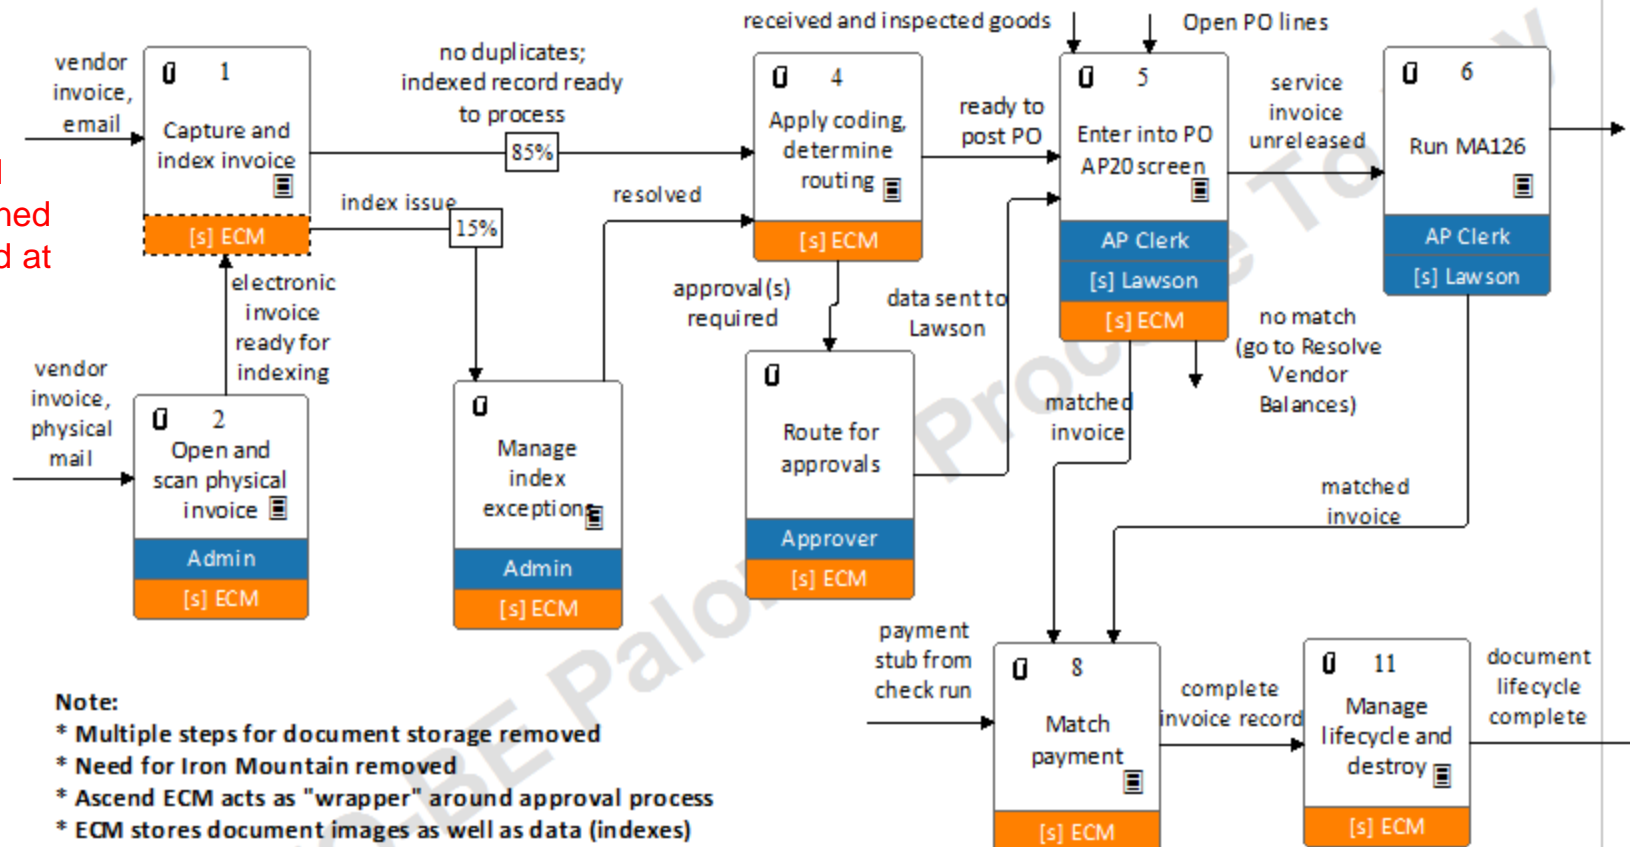 received and inspected goods
Open PO lines
vendor
invoice,
email
1
Capture and
index invoice
[s] ECM
no duplicates;
indexed record ready
to process
85%
index issue
15%
resolved
4
Apply coding,
determine
routing
[s] ECM
ready to
post PO
5
Enter into PO
AP20 screen
AP Clerk
[s] Lawson
[s] ECM
service
invoice
unreleased
6
Run MA126
AP Clerk
[s] Lawson
d at
electronic
invoice
ready for
indexing
vendor
invoice,
physical
mail
2
Open and
scan physical
invoice
Admin
[s] ECM
Manage
index
exceptions
Admin
[s] ECM
approval(s)
required
data sent to
Lawson
Route for
approvals
Approver
[s] ECM
matched
invoice
no match
(go to Resolve
Vendor
Balances)
matched
invoice
payment
stub from
check run
8
Match
payment
[s] ECM
complete
invoice record
11
Manage
lifecycle and
destroy
[s] ECM
document
lifecycle
complete
Note:
* Multiple steps for document storage removed
* Need for Iron Mountain removed
* Ascend ECM acts as "wrapper" around approval process
* ECM stores document images as well as data (indexes)